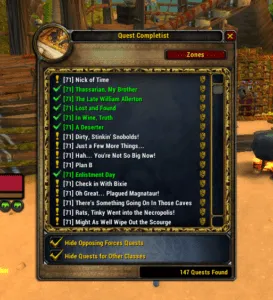 Quest Completist
Zones
[71] Nick of Time
[71] Thassarian, My Brother
[71] The Late William Allerton
[71] Lost and Found
[71] In Wine, Truth
[71] A Deserter
[71] Dirty, Stinkin' Snobolds!
[71] Just a Few More Things...
[71] Hah... You're Not So Big Now!
[71] Plan B
[71] Enlistment Day
[71] Check in With Bixie
[71] Oh Great... Plagued Magnataur!
[71] There's Something Going On In Those Caves
[71] Rats, Tinky Went into the Necropolis!
[71] Might As Well Wipe Out the Scourge
Hide Opposing Forces Quests
Hide Quests for Other Classes
147 Quests Found